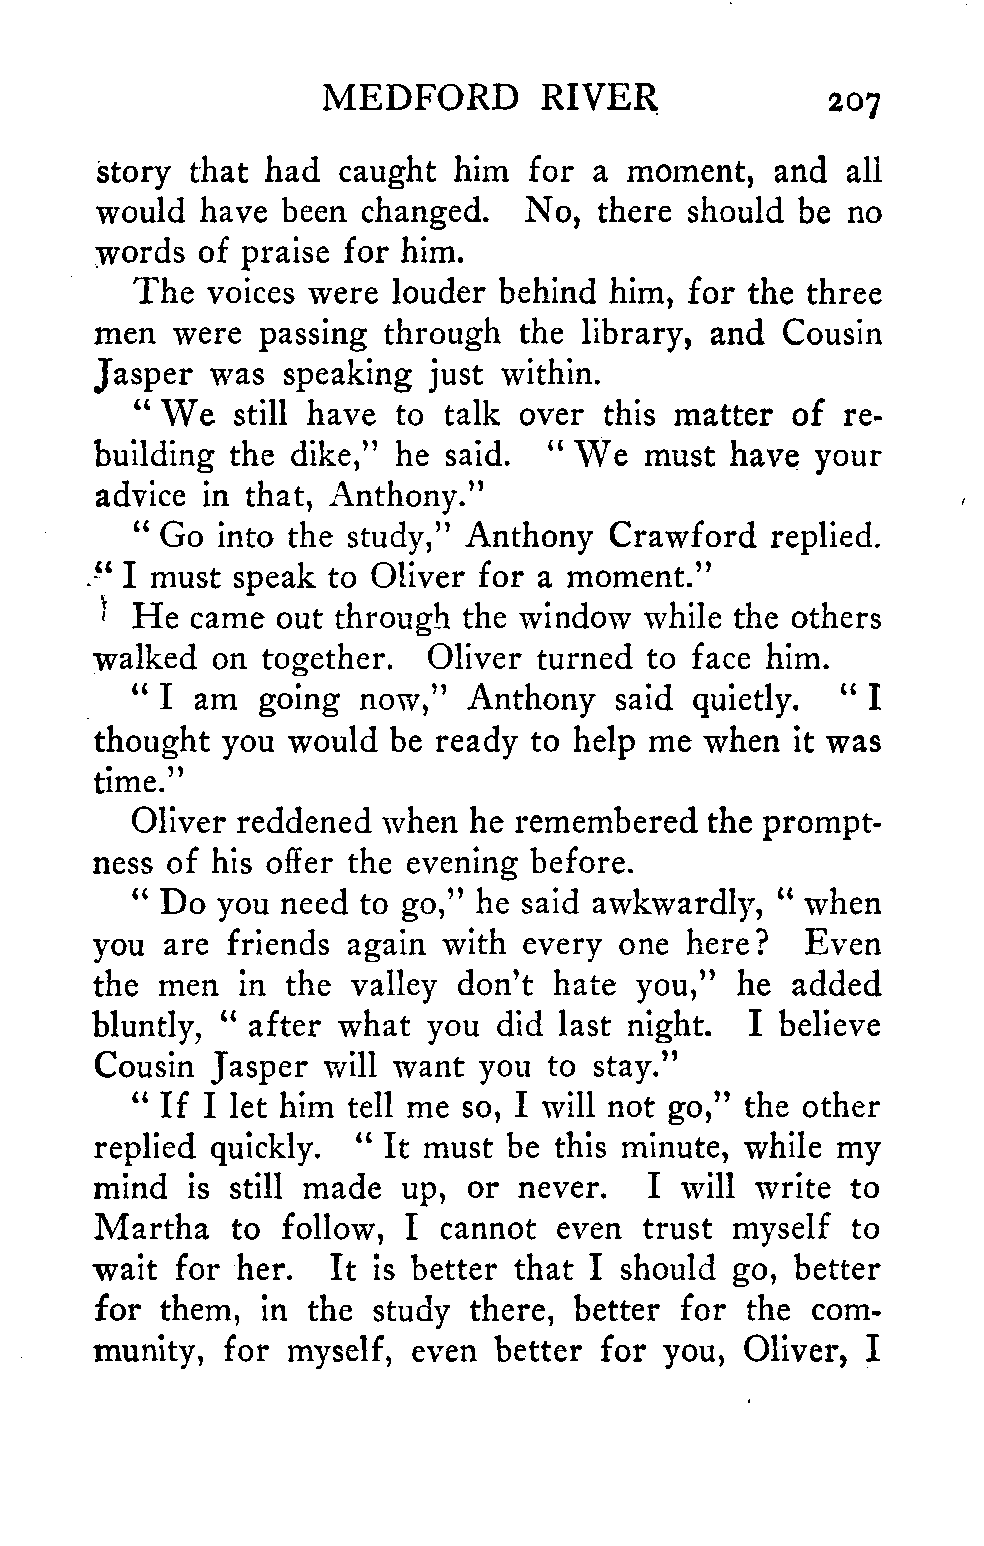 MEDFORD RIVER 207
story that had caught him for a moment, and all
would have been changed. No, there should be no
words of praise for him.
The voices were louder behind him, for the three
men were passing through the library, and Cousin
Jasper was speaking just within.
“ We still have to talk over this matter of re-
building the dike,” he said. “ We must have your
advice in that, Anthony.”
“ Go into the study,” Anthony Crawford replied.
“ I must speak to Oliver for a moment.”
He came out through the window while the others
walked on together. Oliver turned to face him.
“ I am going now,” Anthony said quietly. “ I
thought you would be ready to help me when it was
time.”
Oliver reddened when he remembered the prompt-
ness of his offer the evening before.
“ Do you need to go,” he said awkwardly, “ when
you are friends again with every one here? Even
the men in the valley don’t hate you,” he added
bluntly, “ after what you did last night. I believe
Cousin Jasper will want you to stay.”
“ If I let him tell me so, I will not go,” the other
replied quickly. “ It must be this minute, while my
mind is still made up, or never. I will write to
Martha to follow, I cannot even trust myself to
wait for her. It is better that I should go, better
for them, in the study there, better for the com-
munity, for myself, even better for you, Oliver, I